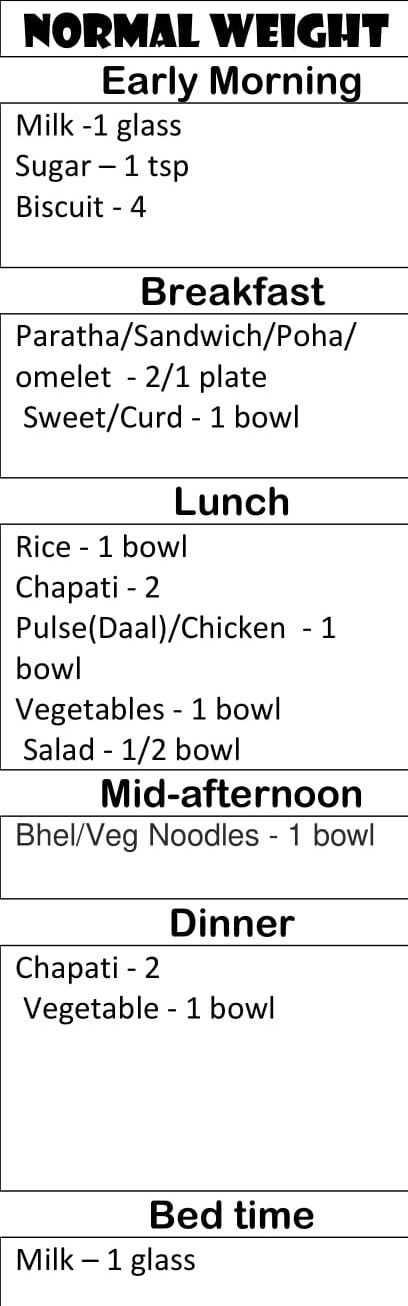 NORMAL WEIGHT
Early Morning
Milk -1 glass
Sugar – 1 tsp
Biscuit - 4
Breakfast
Paratha/Sandwich/Poha/
omelet - 2/1 plate
Sweet/Curd - 1 bowl
Lunch
Rice - 1 bowl
Chapati - 2
Pulse(Daal)/Chicken - 1
bowl
Vegetables - 1 bowl
Salad - 1/2 bowl
Mid-afternoon
Bhel/Veg Noodles - 1 bowl
Dinner
Chapati - 2
Vegetable - 1 bowl
Bed time
Milk – 1 glass